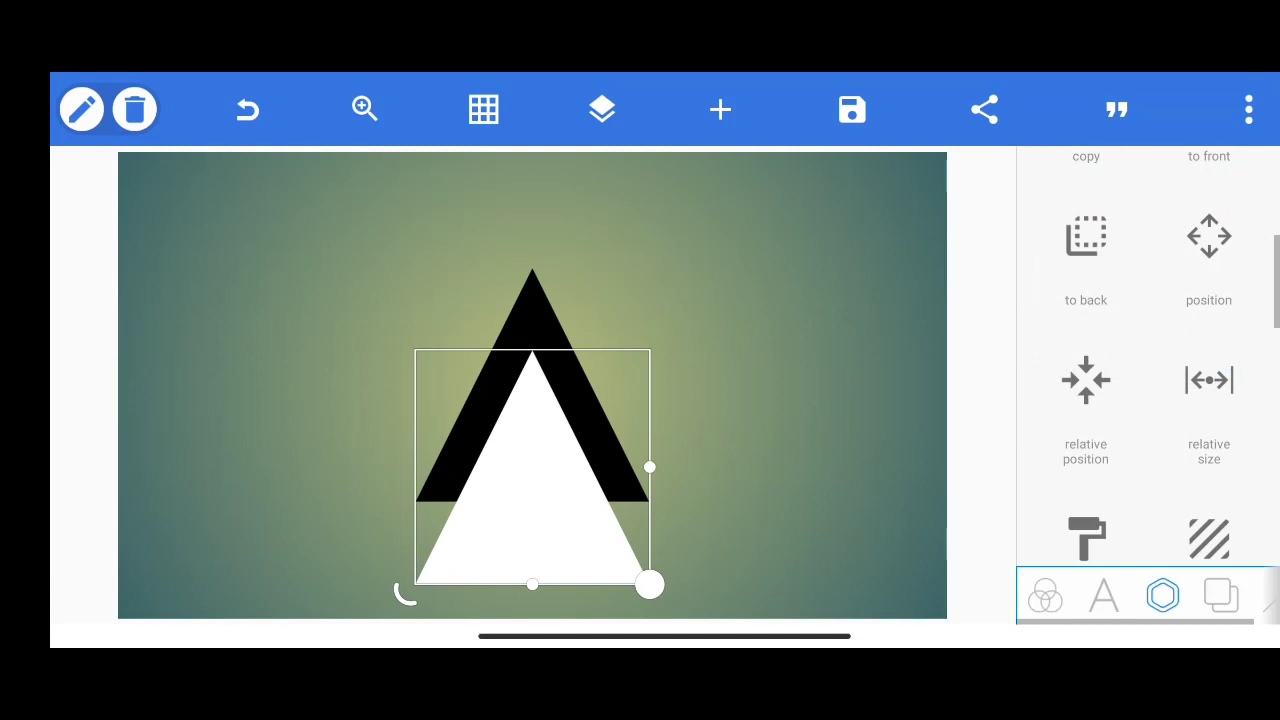 copy
to front
to back
position
relative
position
relative
size